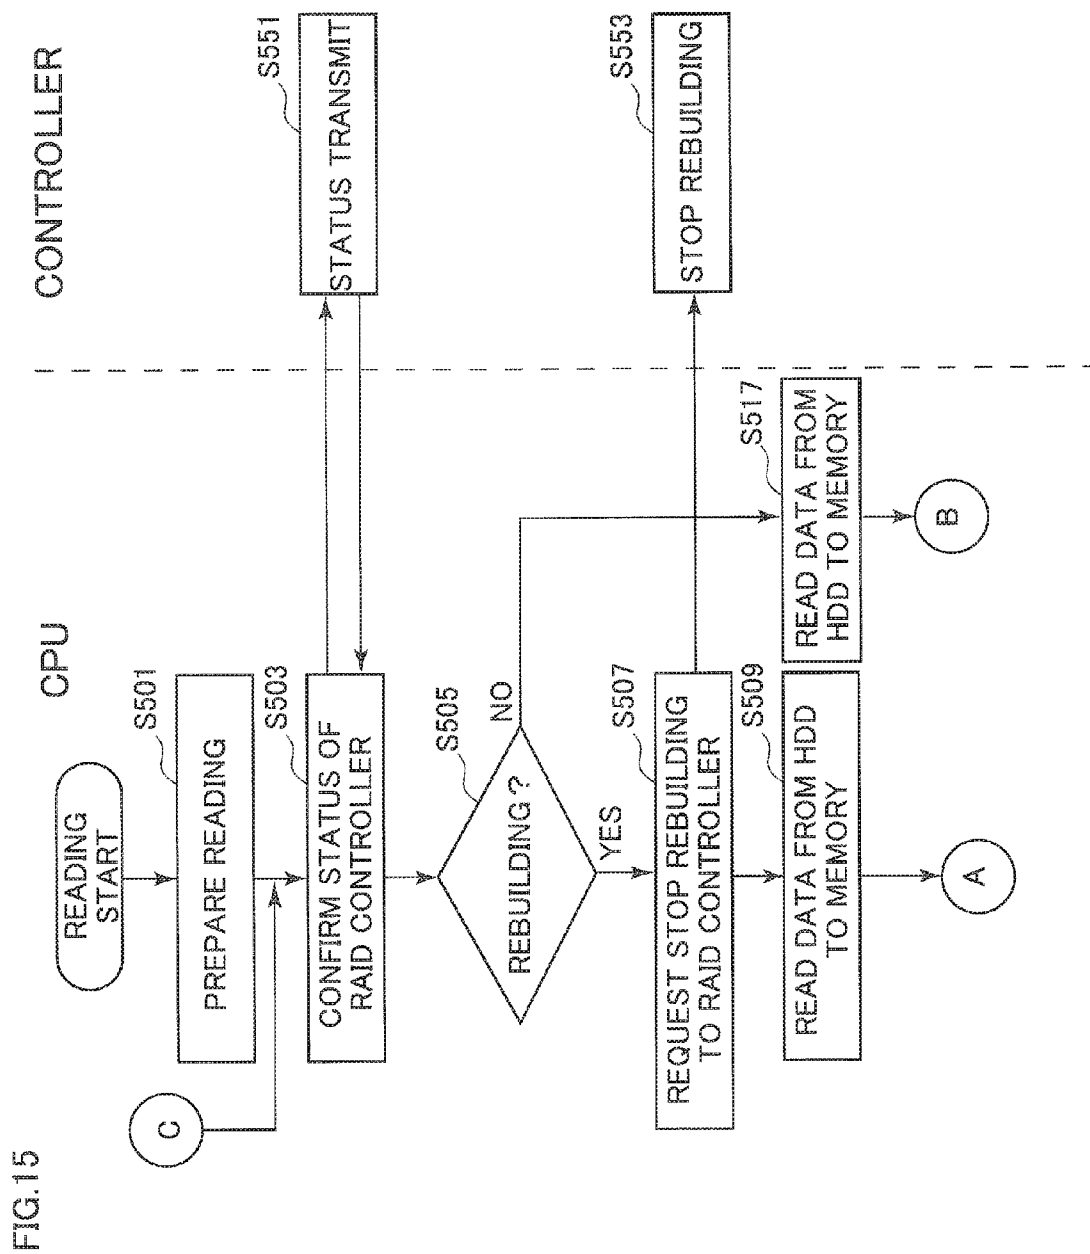 FIG.15
CPU
CONTROLLER
READING
START
C
S501
PREPARE READING
S503
CONFIRM STATUS OF
RAID CONTROLLER
S551
STATUS TRANSMIT
S505
REBUILDING?
NO
YES
S507
REQUEST STOP REBUILDING
TO RAID CONTROLLER
S553
STOP REBUILDING
S509
READ DATA FROM HDD
TO MEMORY
S517
READ DATA FROM
HDD TO MEMORY
A
B